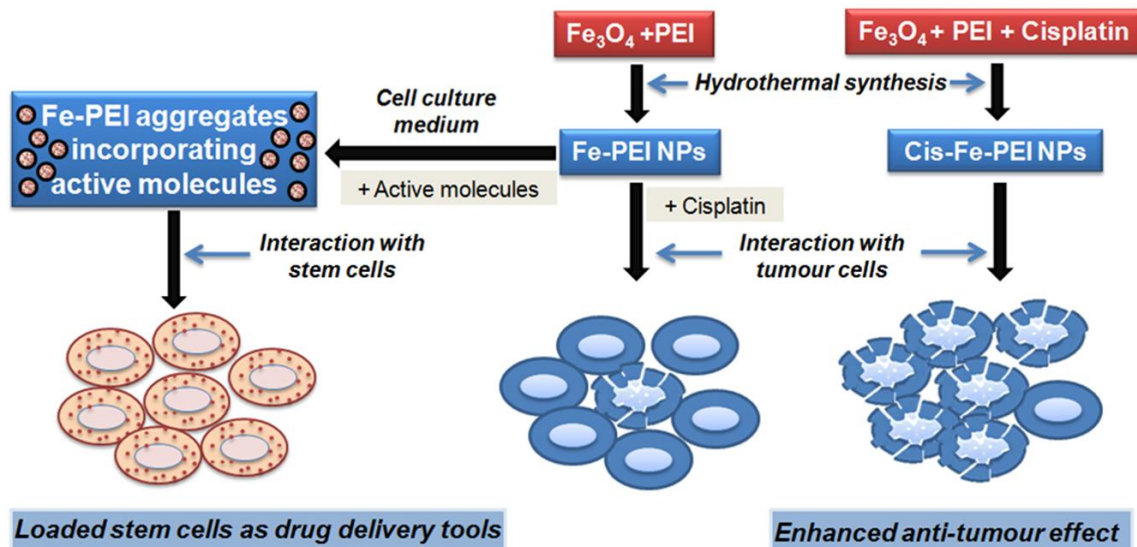 Fe₃O₄ +PEI
Fe₃O₄ + PEI + Cisplatin
Hydrothermal synthesis
Cell culture
medium
Fe-PEI aggregates
incorporating
active molecules
Fe-PEI NPs
Cis-Fe-PEI NPs
+ Active molecules
+ Cisplatin
Interaction with
stem cells
Interaction with
tumour cells
Loaded stem cells as drug delivery tools
Enhanced anti-tumour effect